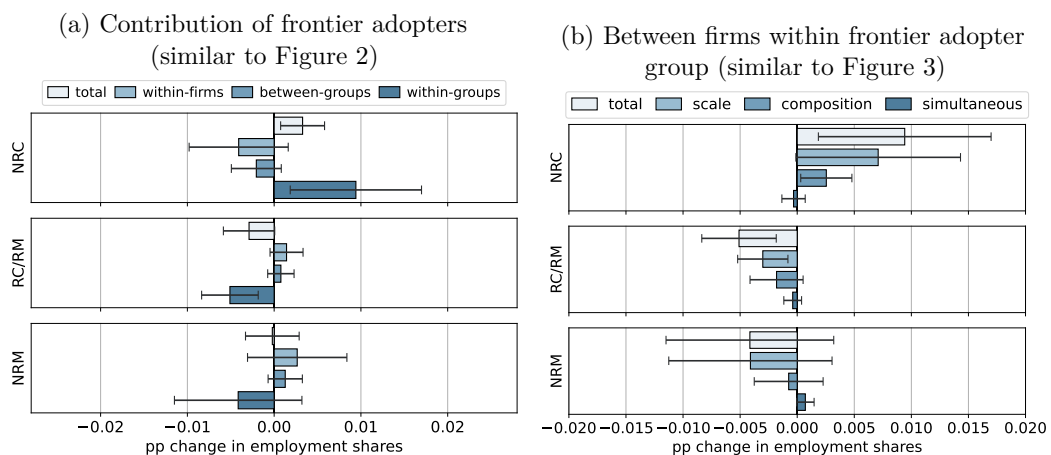 (a) Contribution of frontier adopters
(similar to Figure 2)
total within-firms between-groups within-groups
NRC
RC/RM
NRM
−0.02 −0.01 0.00 0.01 0.02
pp change in employment shares
(b) Between firms within frontier adopter
group (similar to Figure 3)
total scale composition simultaneous
NRC
RC/RM
NRM
−0.020 −0.015 −0.010 −0.005 0.000 0.005 0.010 0.015 0.020
pp change in employment shares